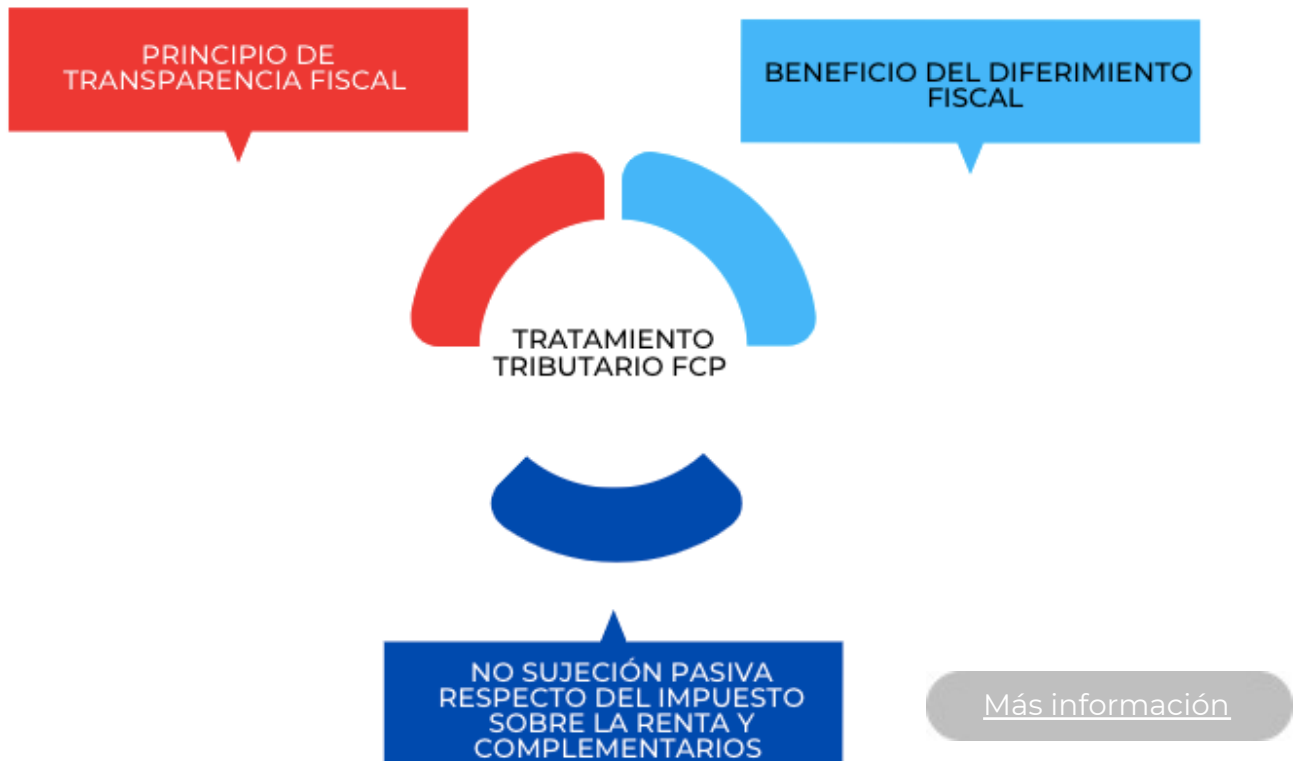 PRINCIPIO DE
TRANSPARENCIA FISCAL
BENEFICIO DEL DIFERIMIENTO
FISCAL
TRATAMIENTO
TRIBUTARIO FCP
NO SUJECIÓN PASIVA
RESPECTO DEL IMPUESTO
SOBRE LA RENTA Y
COMPLEMENTARIOS
Más información